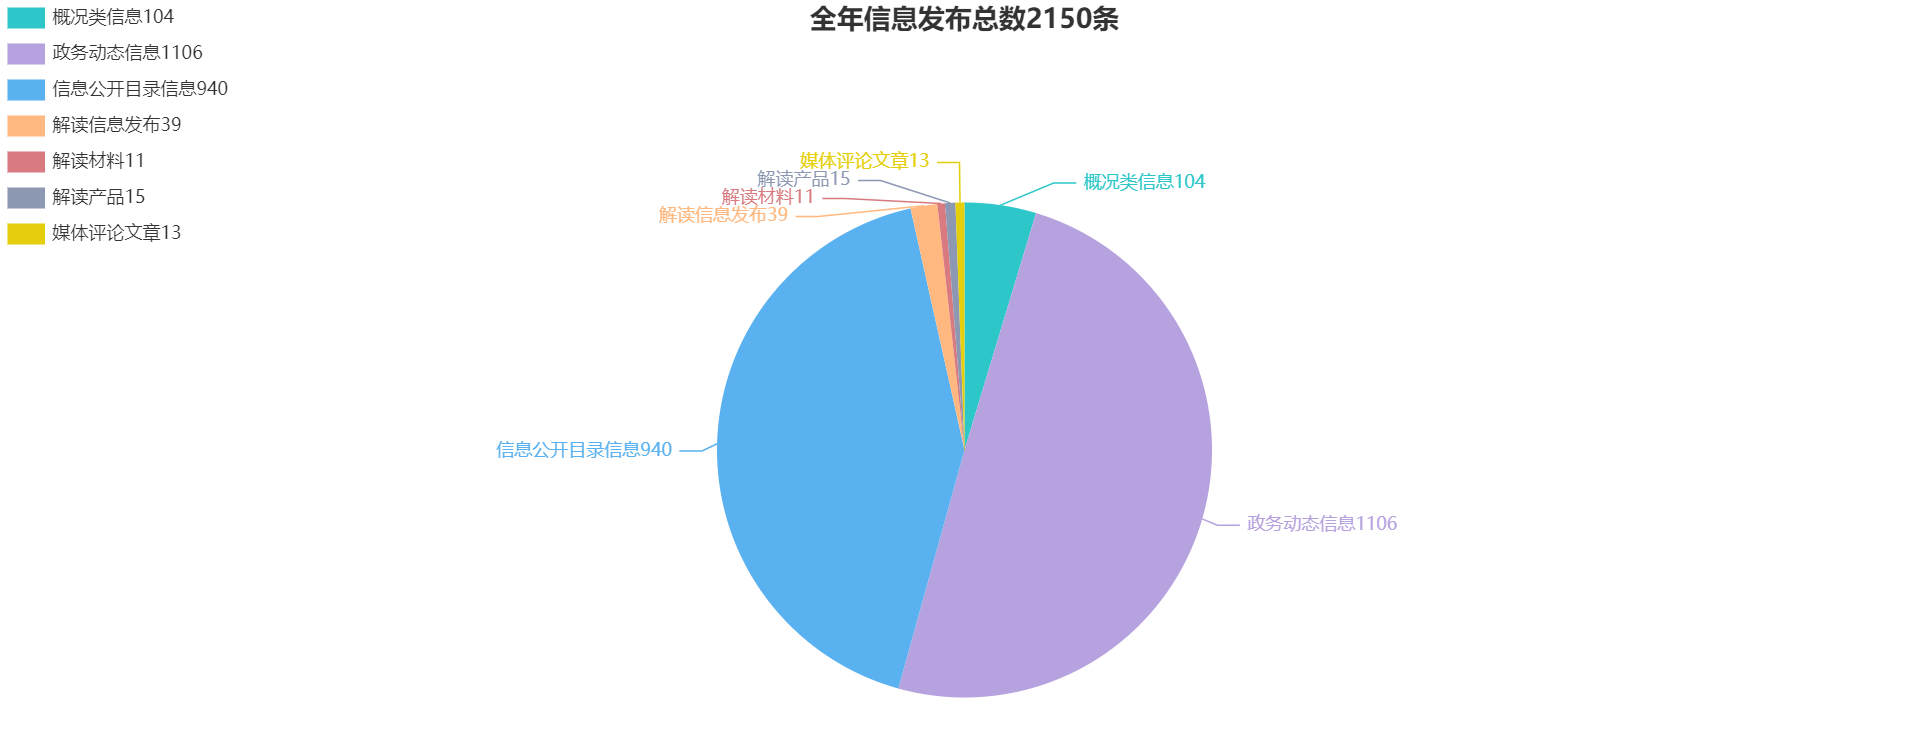 全年信息发布总数2150条
概况类信息104
政务动态信息1106
信息公开目录信息940
解读信息发布39
解读材料11
解读产品15
媒体评论文章13
媒体评论文章13
解读产品15
概况类信息104
解读材料11
解读信息发布39
信息公开目录信息940
政务动态信息1106